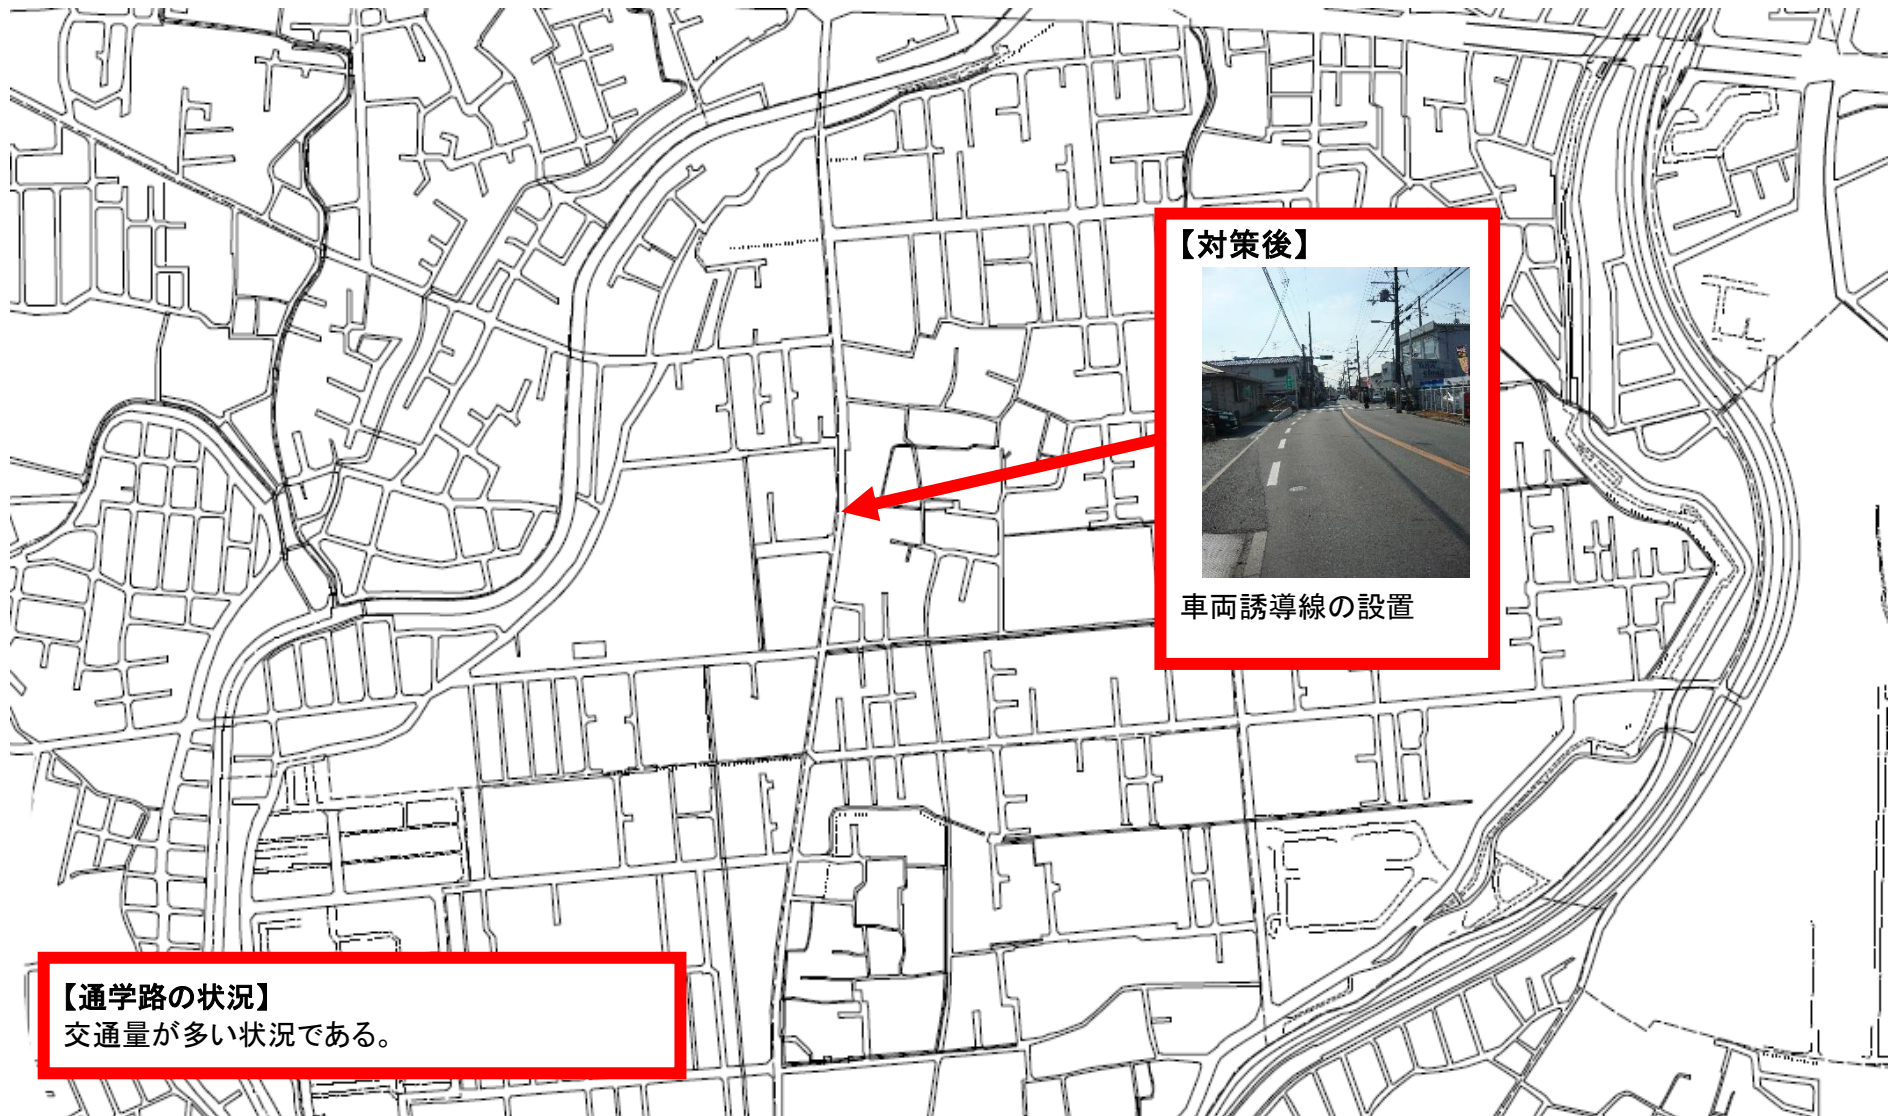 【対策後】
車両誘導線の設置
【通学路の状況】
交通量が多い状況である。